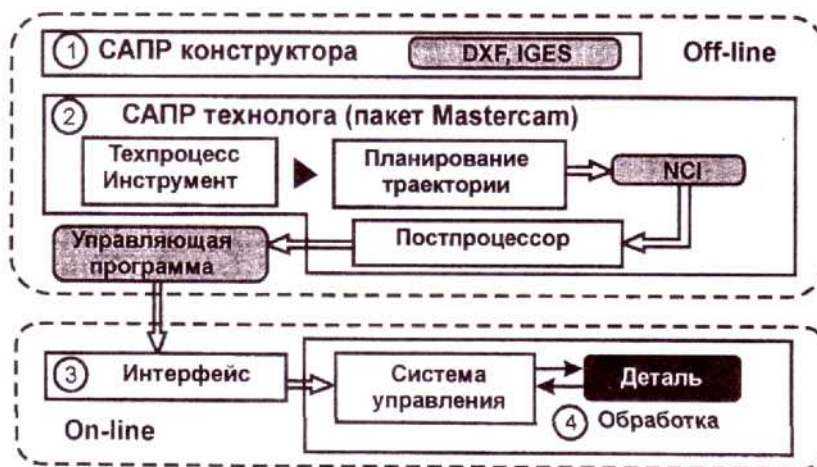 ① САПР конструктора
DXF, IGES
Off-line
② САПР технолога (пакет Mastercam)
Техпроцесс
Инструмент
Планирование
траектории
NCI
Постпроцессор
Управляющая
программа
③ Интерфейс
Система
управления
Деталь
④ Обработка
On-line